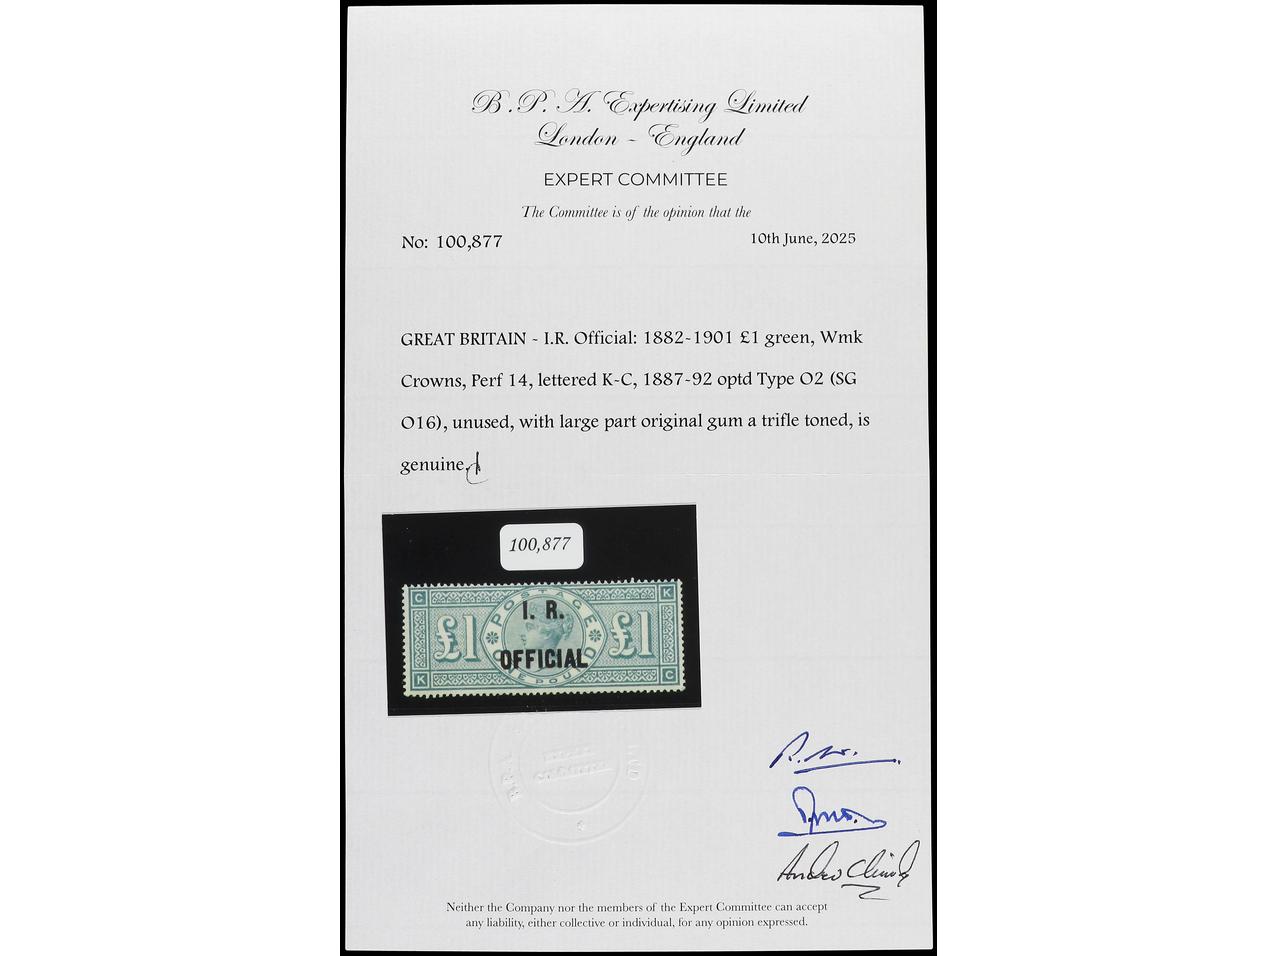 B.P.A. Expertising Limited
London - England
EXPERT COMMITTEE
The Committee is of the opinion that the
No: 100,877
10th June, 2025
GREAT BRITAIN - I.R. Official: 1882-1901 £1 green, Wmk
Crowns, Perf 14, lettered K-C, 1887-92 optd Type O2 (SG
O16), unused, with large part original gum a trifle toned, is
genuine
100,877
C K
POSTAGE
I. R.
£1 £1
OFFICIAL
ONE POUND
K C
Neither the Company nor the members of the Expert Committee can accept
any liability, either collective or individual, for any opinion expressed.